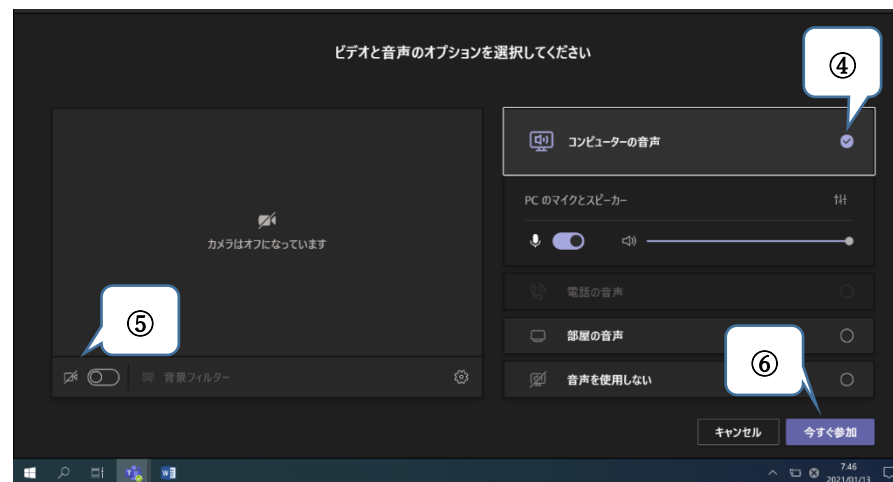 ビデオと音声のオプションを選択してください
④
コンピューターの音声
PC のマイクとスピーカー
カメラはオフになっています
電話の音声
⑤
部屋の音声
⑥
背景フィルター
音声を使用しない
キャンセル
今すぐ参加
7:46
2021/01/13